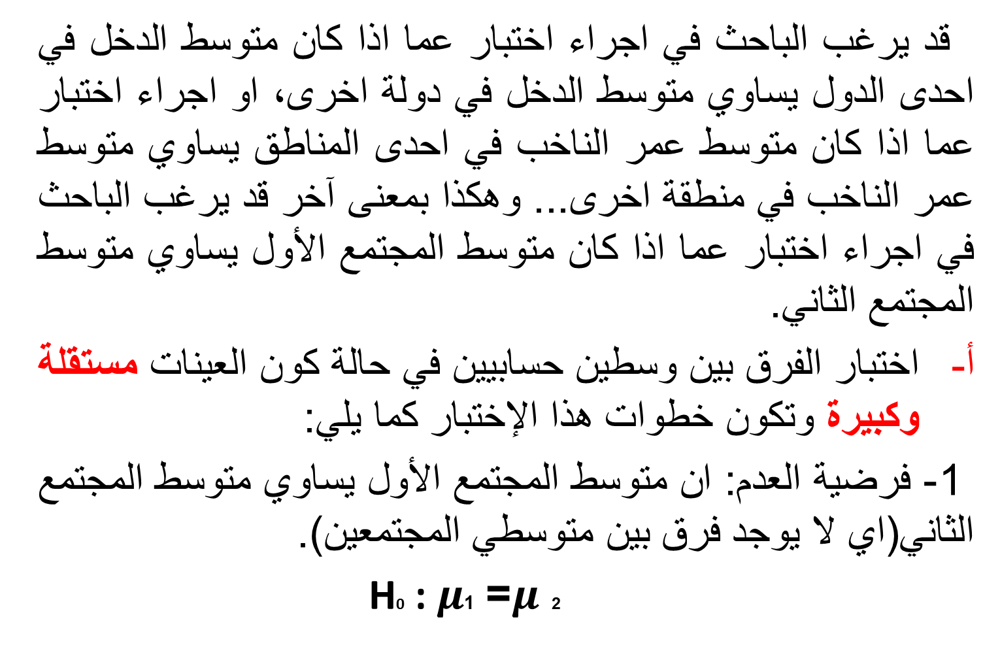 قد يرغب الباحث في اجراء اختبار عما اذا كان متوسط الدخل في
احدى الدول يساوي متوسط الدخل في دولة اخرى، او اجراء اختبار
عما اذا كان متوسط عمر الناخب في احدى المناطق يساوي متوسط
عمر الناخب في منطقة اخرى... وهكذا بمعنى آخر قد يرغب الباحث
في اجراء اختبار عما اذا كان متوسط المجتمع الأول يساوي متوسط
المجتمع الثاني.
أ- اختبار الفرق بين وسطين حسابيين في حالة كون العينات مستقلة
وكبيرة وتكون خطوات هذا الإختبار كما يلي:
1- فرضية العدم: ان متوسط المجتمع الأول يساوي متوسط المجتمع
الثاني(اي لا يوجد فرق بين متوسطي المجتمعين).
H₀ : μ₁ =μ ₂